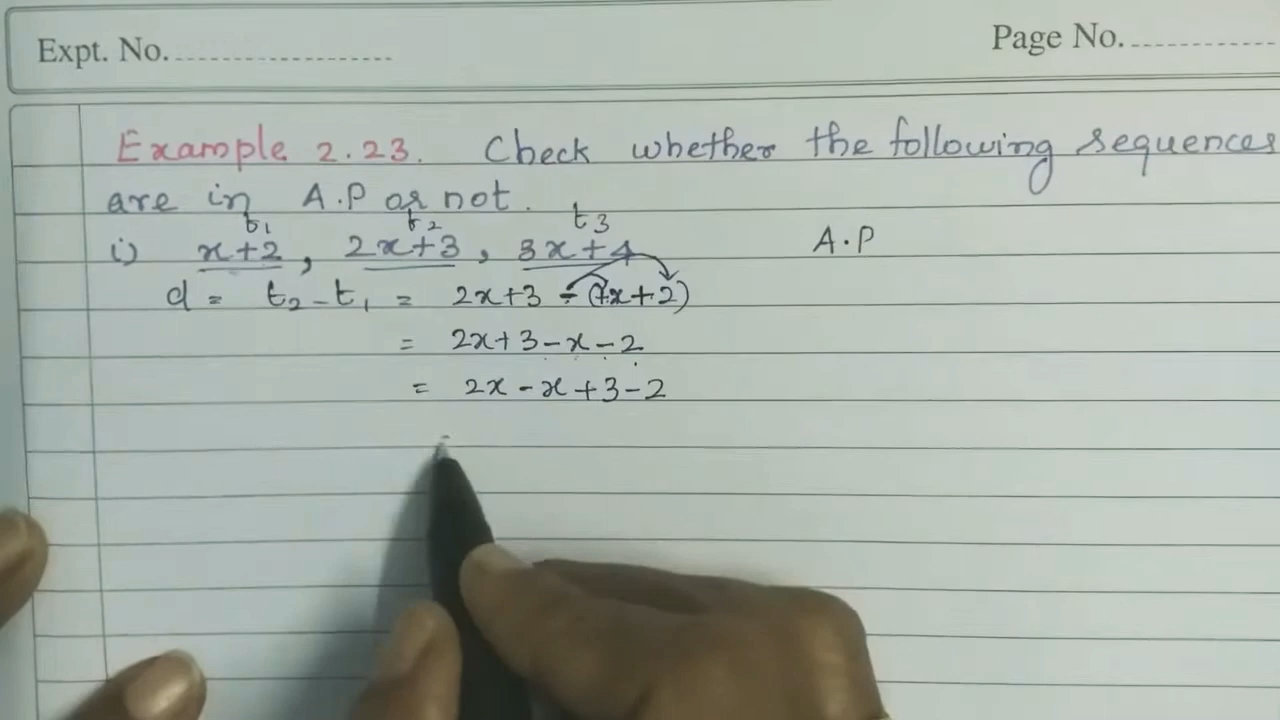 Expt. No.
Page No.
Example 2.23. Check whether the following sequences
are in A.P or not.
t₁ t₂ t₃
i) x+2, 2x+3, 3x+4 A.P
d = t₂ - t₁ = 2x+3 - (+x+2)
= 2x+3-x-2
= 2x-x+3-2